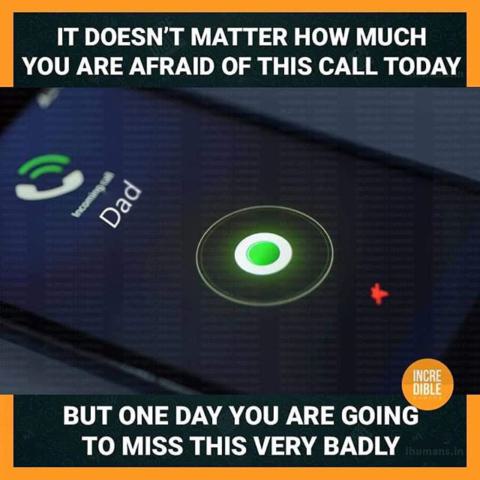 IT DOESN'T MATTER HOW MUCH
YOU ARE AFRAID OF THIS CALL TODAY
Incoming call
Dad
INCRE
DIBLE
BUT ONE DAY YOU ARE GOING
TO MISS THIS VERY BADLY
ihumans.in